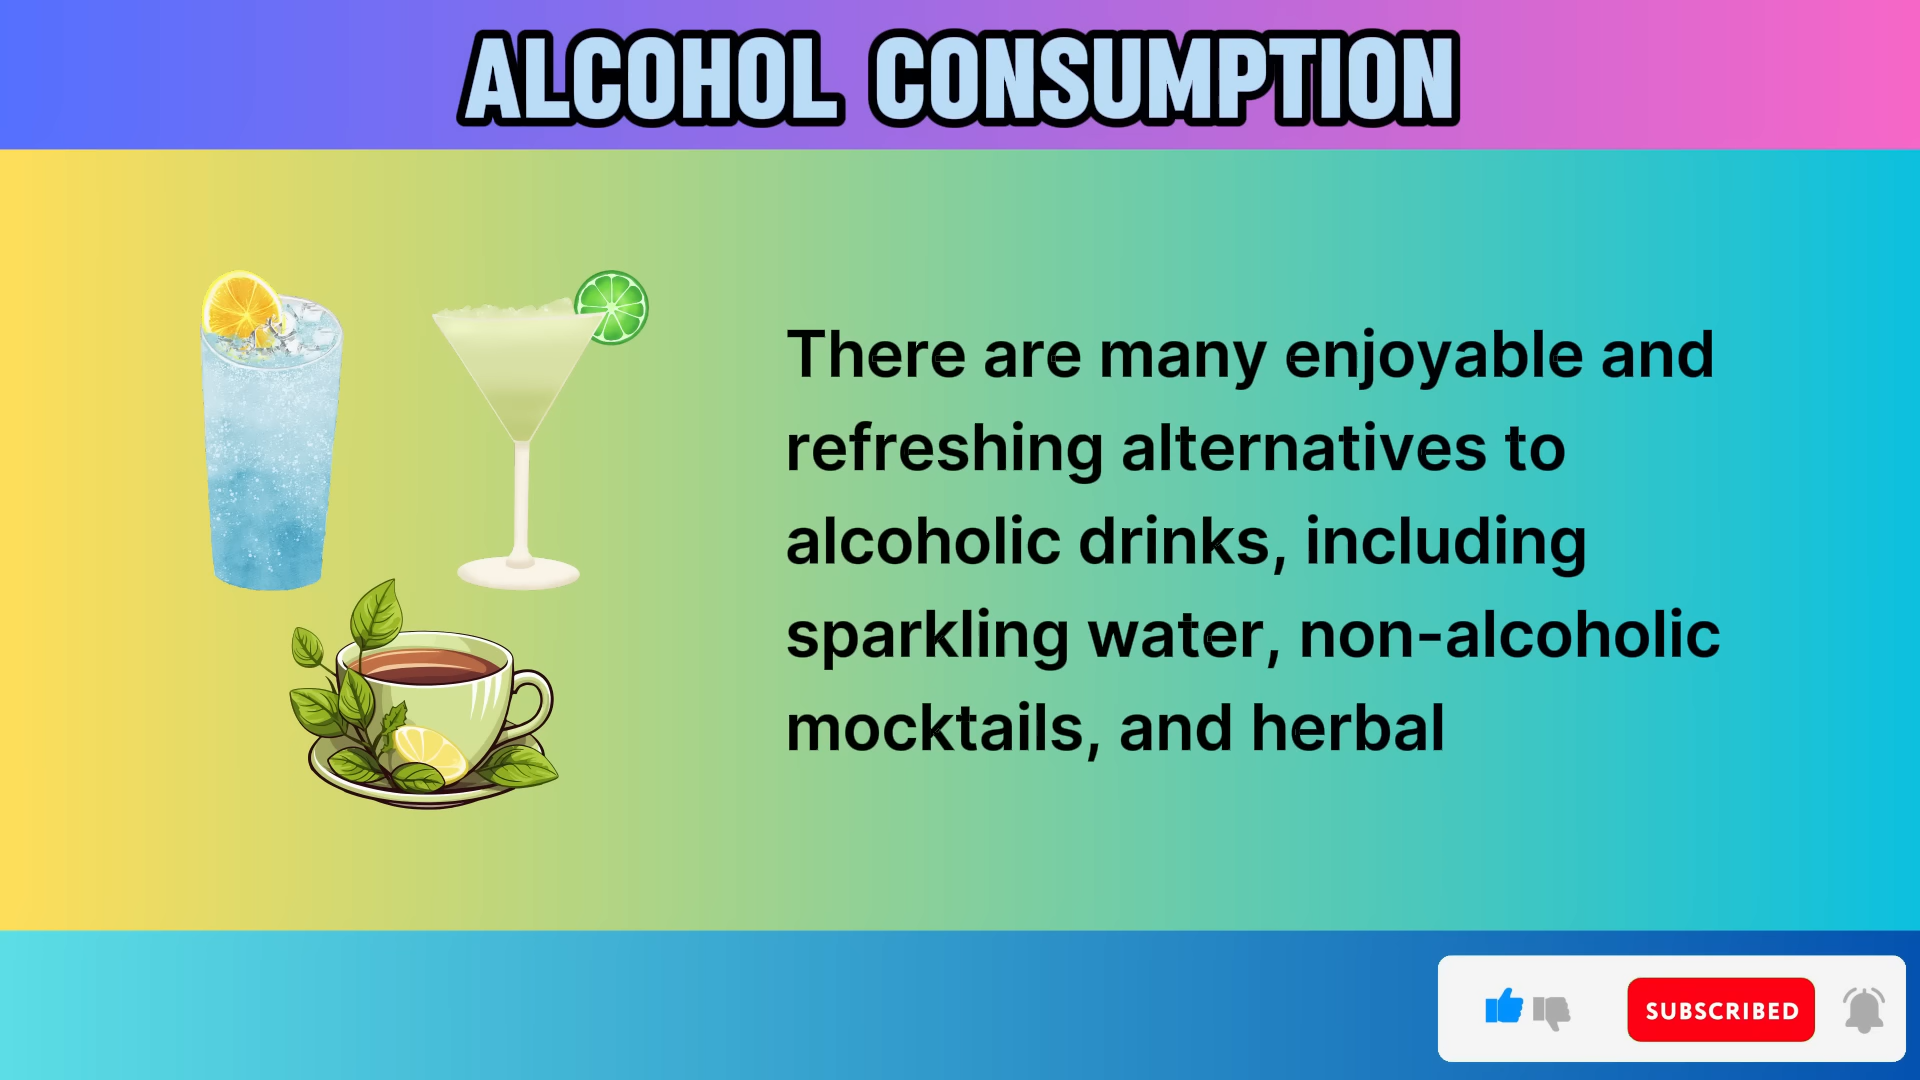 ALCOHOL CONSUMPTION
There are many enjoyable and
refreshing alternatives to
alcoholic drinks, including
sparkling water, non-alcoholic
mocktails, and herbal
SUBSCRIBED